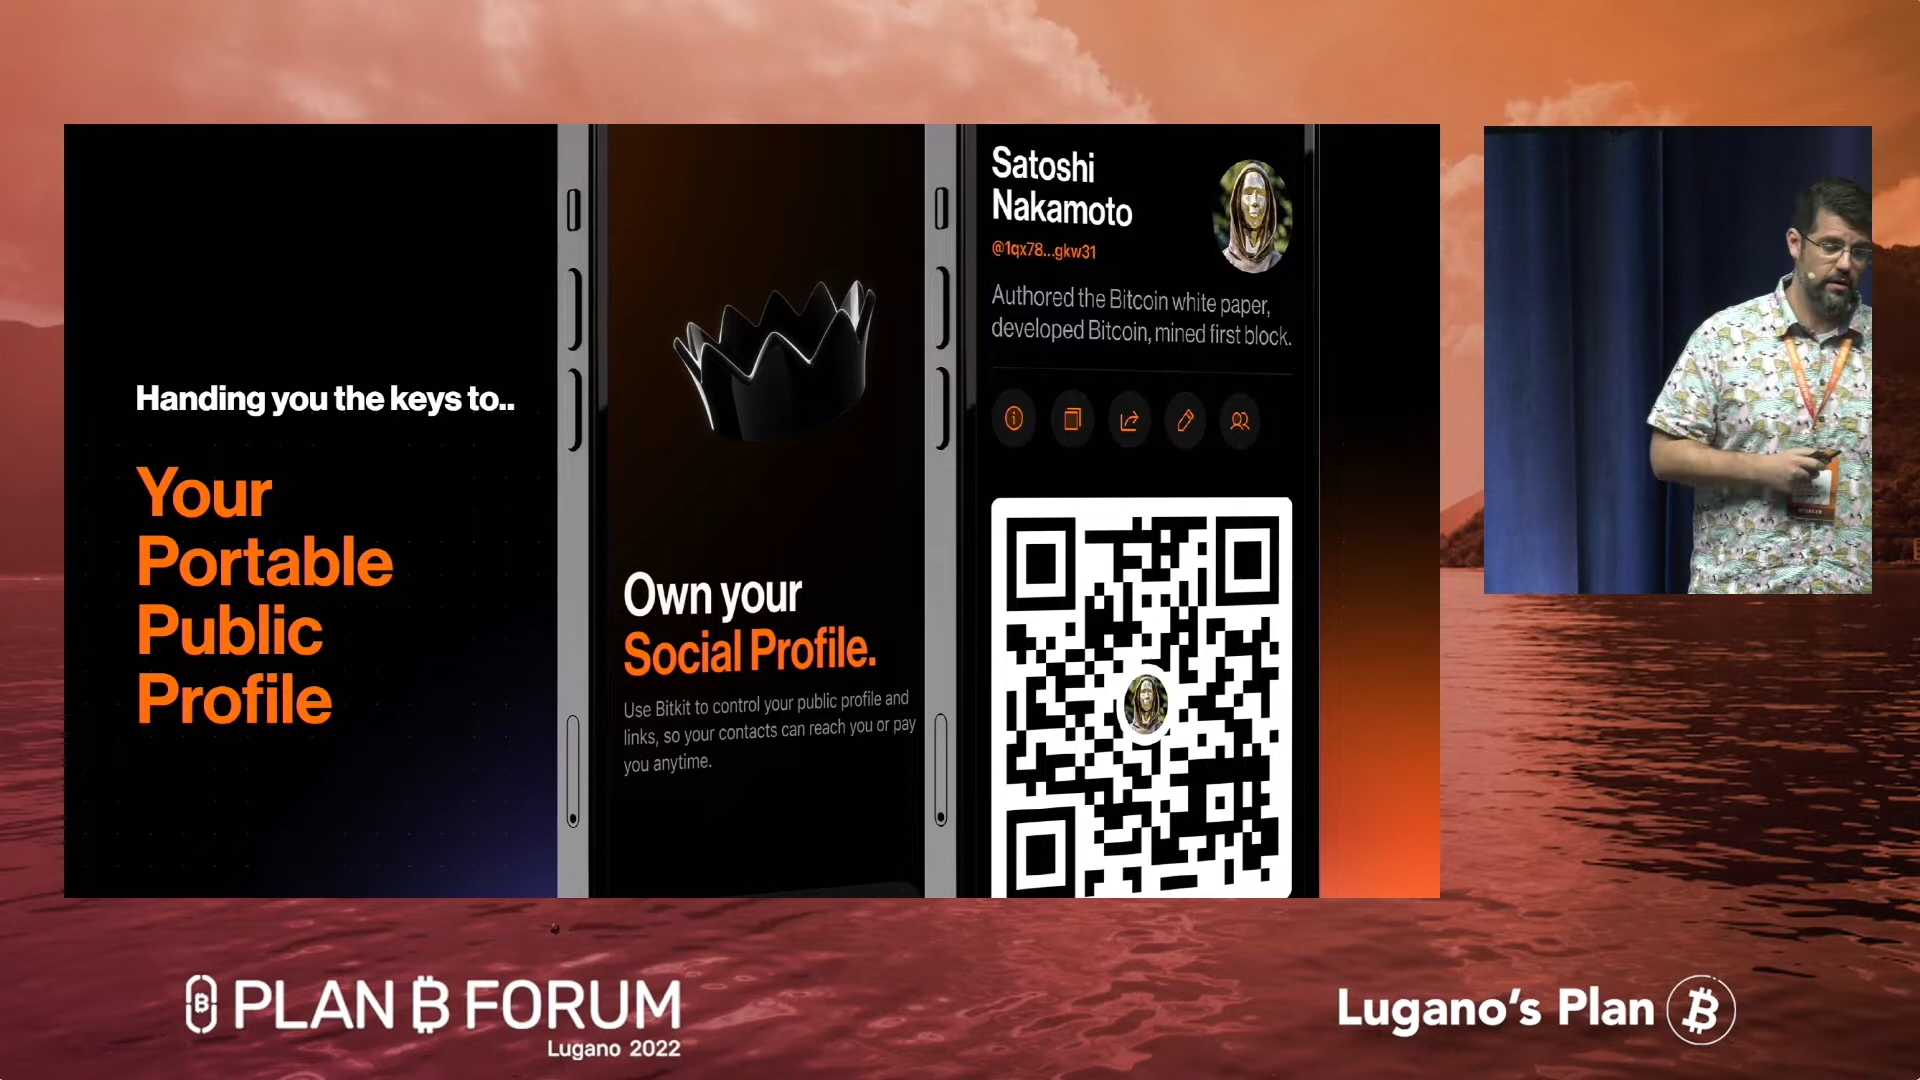 Handing you the keys to..
Your
Portable
Public
Profile
Own your
Social Profile.
Use Bitkit to control your public profile and
links, so your contacts can reach you or pay
you anytime.
Satoshi
Nakamoto
@1qx78...gkw31
Authored the Bitcoin white paper,
developed Bitcoin, mined first block.
PLAN ₿ FORUM
Lugano 2022
Lugano's Plan ₿